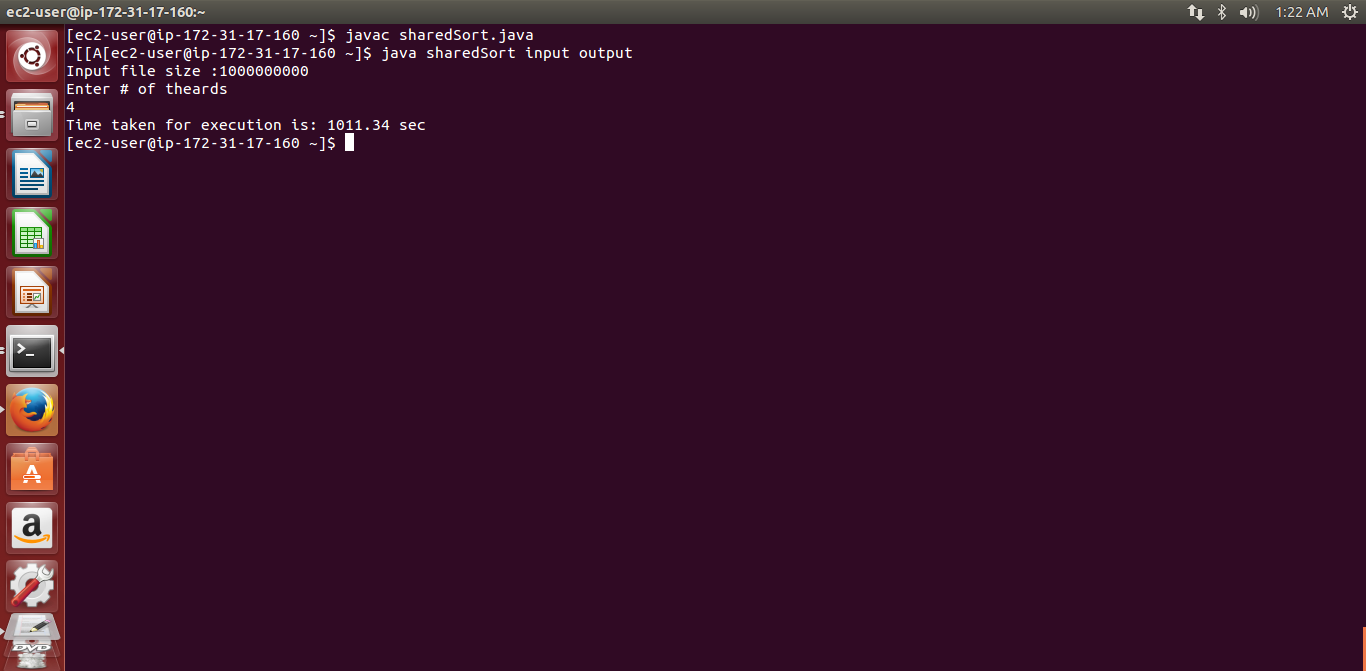 ec2-user@ip-172-31-17-160:~
1:22 AM
[ec2-user@ip-172-31-17-160 ~]$ javac sharedSort.java
^[[A[ec2-user@ip-172-31-17-160 ~]$ java sharedSort input output
Input file size :1000000000
Enter # of theards
4
Time taken for execution is: 1011.34 sec
[ec2-user@ip-172-31-17-160 ~]$
>_
A
a
DVD